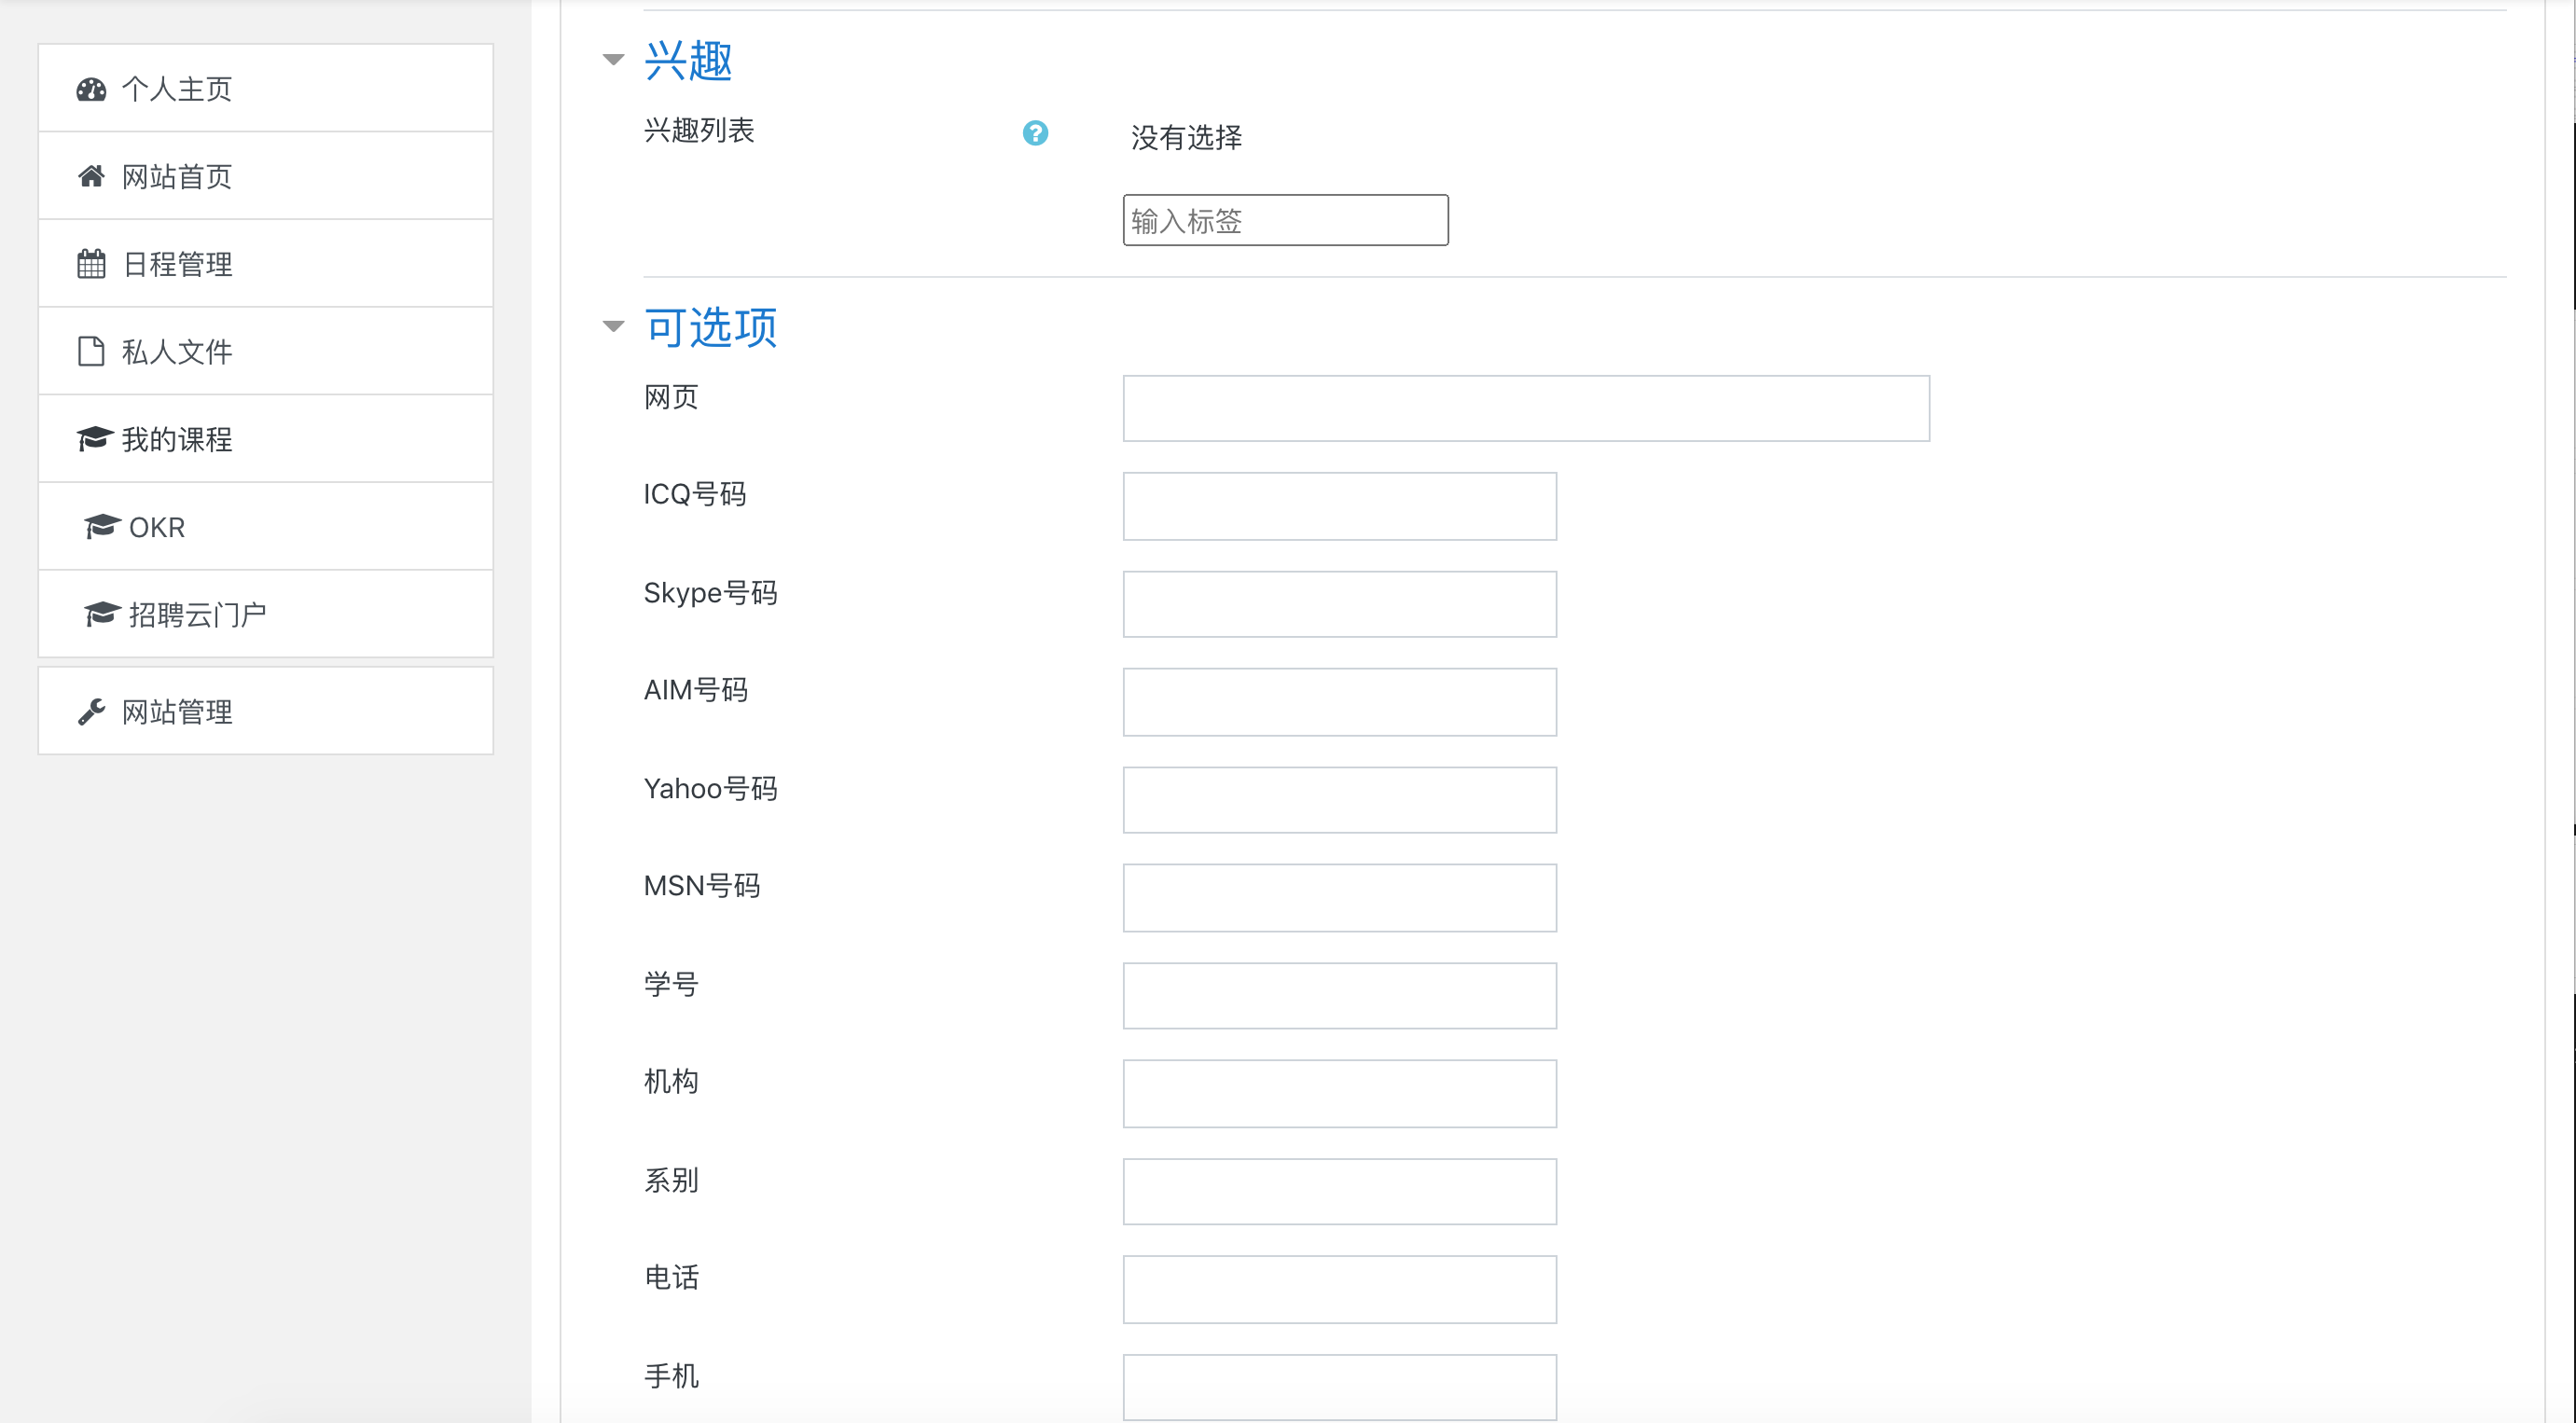 个人主页
网站首页
日程管理
私人文件
我的课程
OKR
招聘云门户
网站管理
兴趣
兴趣列表
?
没有选择
输入标签
可选项
网页
ICQ号码
Skype号码
AIM号码
Yahoo号码
MSN号码
学号
机构
系别
电话
手机